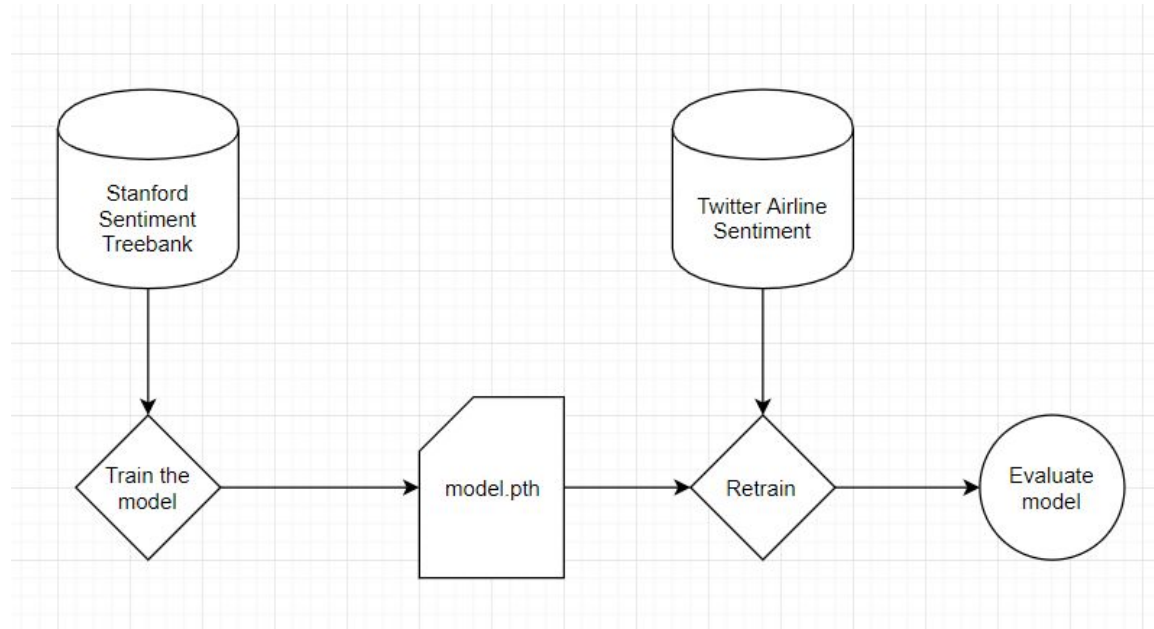 Stanford
Sentiment
Treebank
Twitter Airline
Sentiment
Train the
model
model.pth
Retrain
Evaluate
model